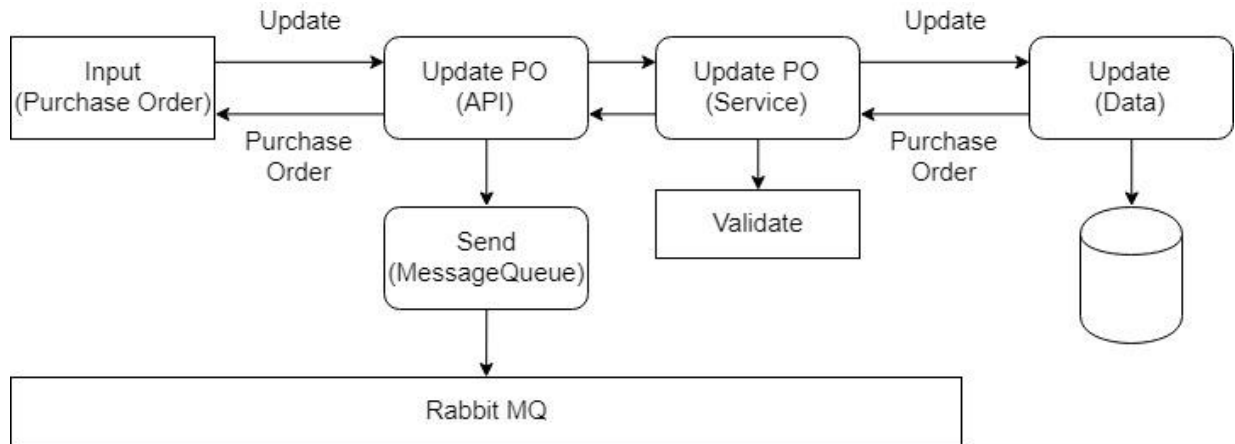 Update
Update
Input
(Purchase Order)
Update PO
(API)
Update PO
(Service)
Update
(Data)
Purchase
Order
Purchase
Order
Send
(MessageQueue)
Validate
Rabbit MQ